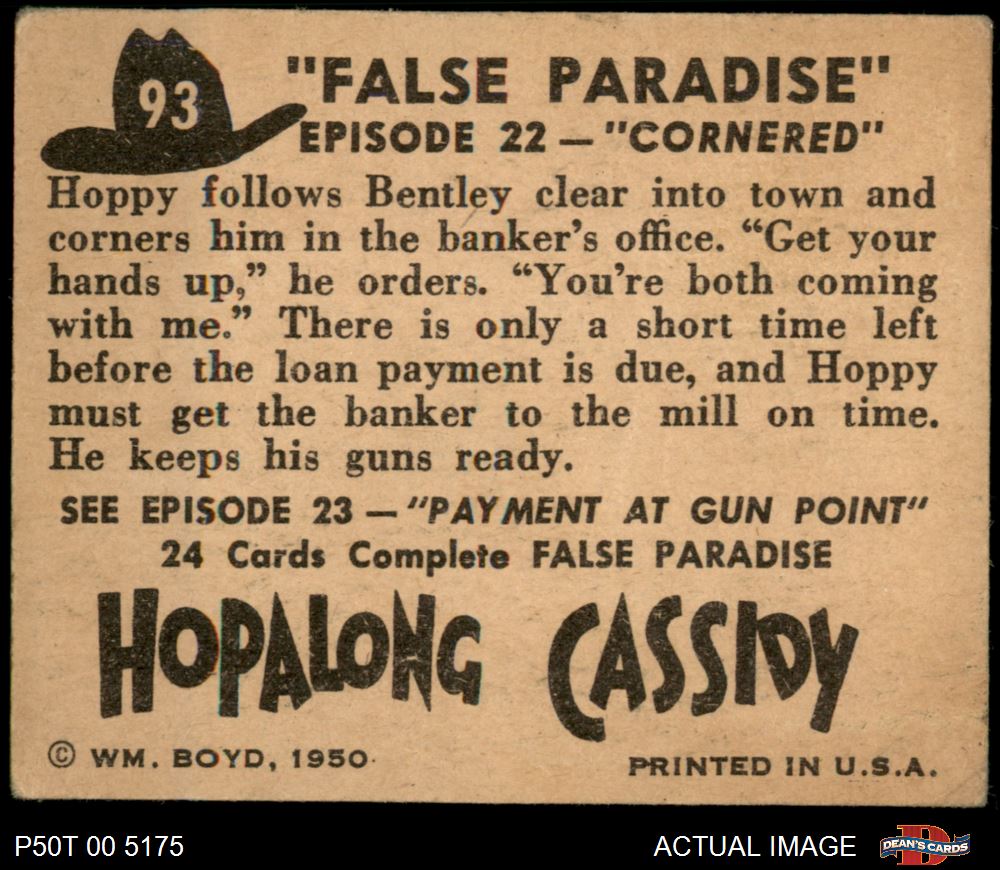 93
"FALSE PARADISE"
EPISODE 22 — "CORNERED"
Hoppy follows Bentley clear into town and
corners him in the banker's office. “Get your
hands up,” he orders. “You're both coming
with me.” There is only a short time left
before the loan payment is due, and Hoppy
must get the banker to the mill on time.
He keeps his guns ready.
SEE EPISODE 23 — "PAYMENT AT GUN POINT"
24 Cards Complete FALSE PARADISE
HOPALONG CASSIDY
© WM. BOYD, 1950
PRINTED IN U.S.A.
P50T 00 5175
ACTUAL IMAGE
D
DEAN'S CARDS